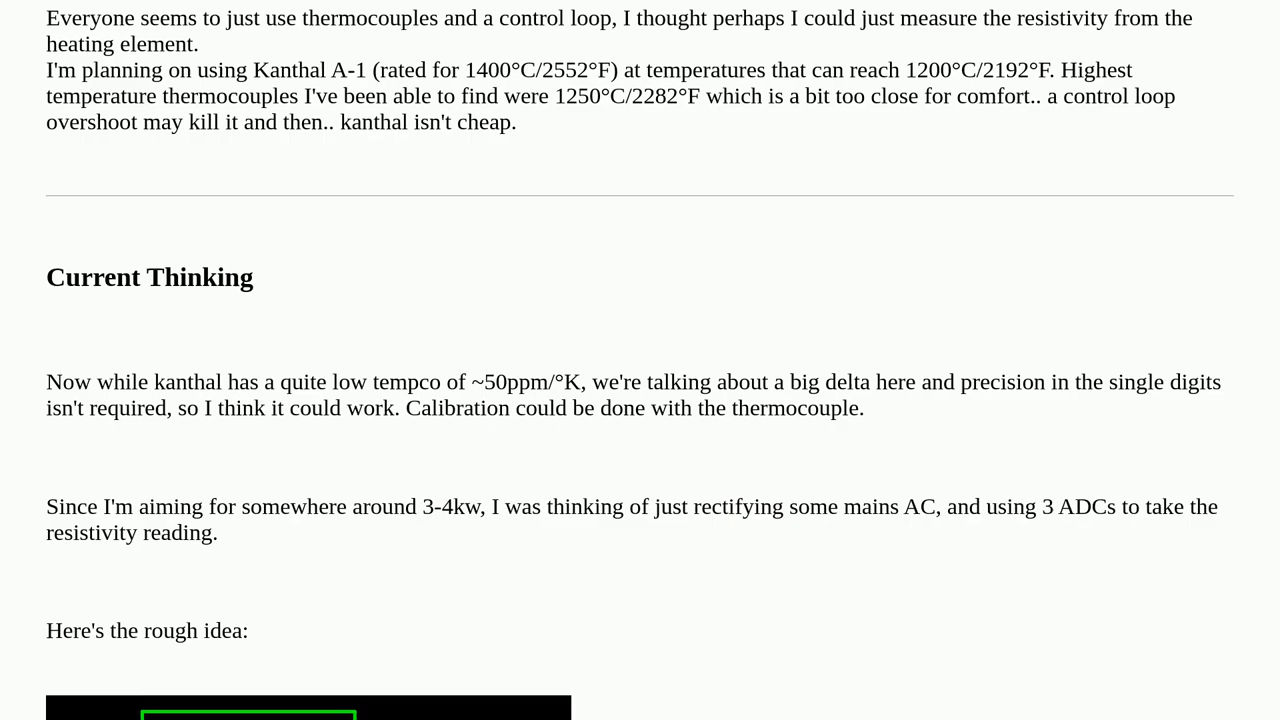 Everyone seems to just use thermocouples and a control loop, I thought perhaps I could just measure the resistivity from the
heating element.
I'm planning on using Kanthal A-1 (rated for 1400°C/2552°F) at temperatures that can reach 1200°C/2192°F. Highest
temperature thermocouples I've been able to find were 1250°C/2282°F which is a bit too close for comfort.. a control loop
overshoot may kill it and then.. kanthal isn't cheap.
Current Thinking
Now while kanthal has a quite low tempco of ~50ppm/°K, we're talking about a big delta here and precision in the single digits
isn't required, so I think it could work. Calibration could be done with the thermocouple.
Since I'm aiming for somewhere around 3-4kw, I was thinking of just rectifying some mains AC, and using 3 ADCs to take the
resistivity reading.
Here's the rough idea: